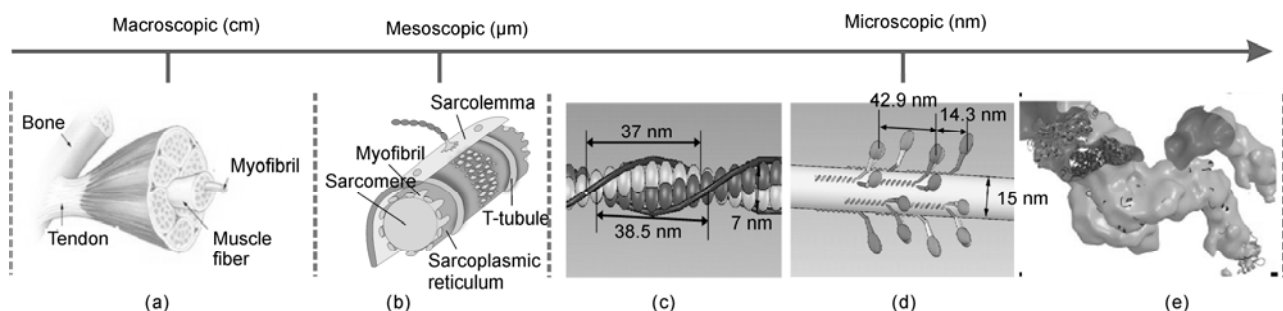 Macroscopic (cm)
Mesoscopic (µm)
Microscopic (nm)
Bone
Myofibril
Tendon
Muscle
fiber
Sarcolemma
Myofibril
Sarcomere
T-tubule
Sarcoplasmic
reticulum
37 nm
38.5 nm
7 nm
42.9 nm
14.3 nm
15 nm
(a)
(b)
(c)
(d)
(e)